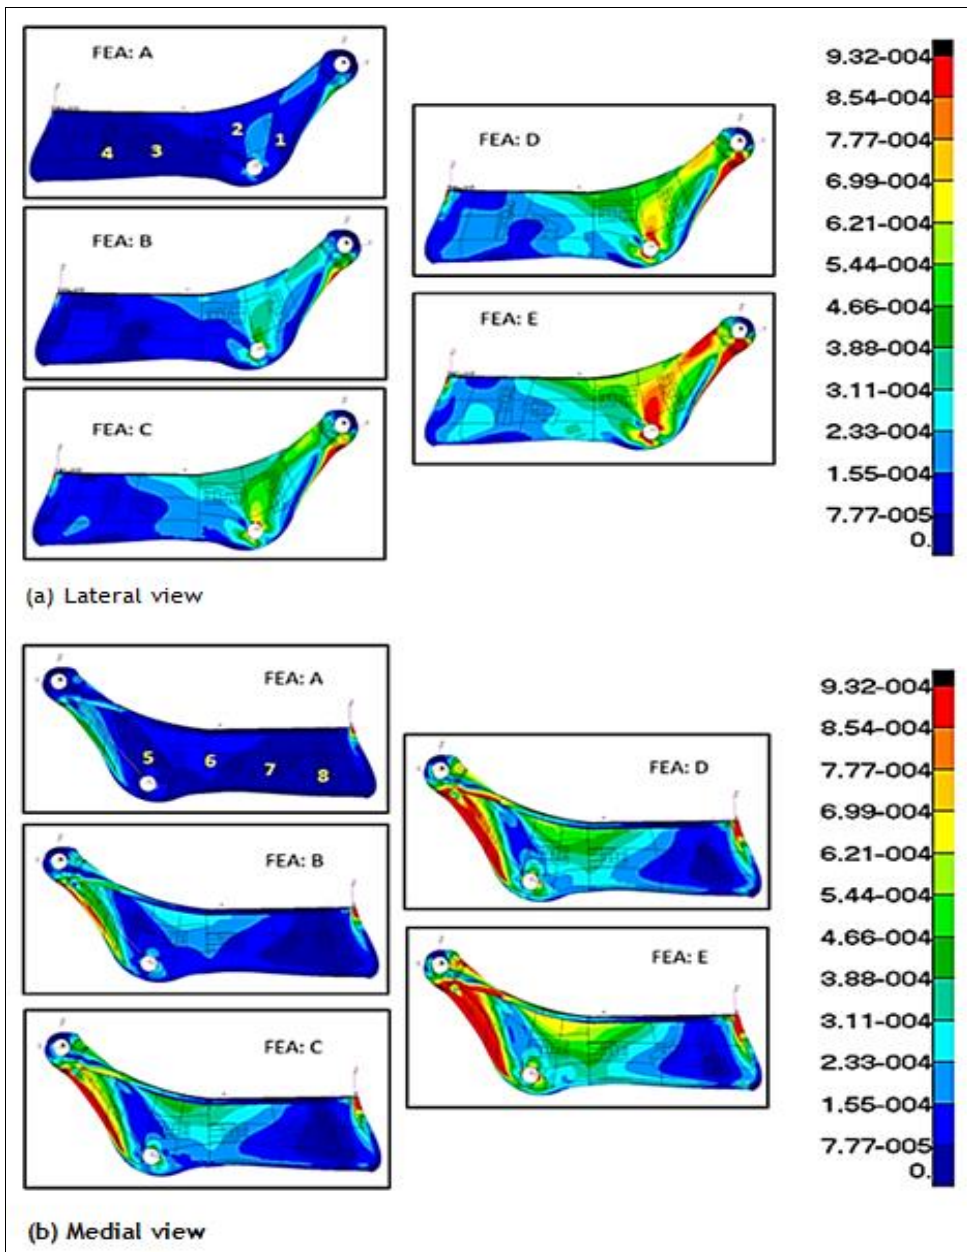 FEA: A
4
3
2
1
FEA: B
FEA: C
FEA: D
FEA: E
9.32-004
8.54-004
7.77-004
6.99-004
6.21-004
5.44-004
4.66-004
3.88-004
3.11-004
2.33-004
1.55-004
7.77-005
0.
(a) Lateral view
FEA: A
5
6
7
8
FEA: B
FEA: C
FEA: D
FEA: E
9.32-004
8.54-004
7.77-004
6.99-004
6.21-004
5.44-004
4.66-004
3.88-004
3.11-004
2.33-004
1.55-004
7.77-005
0.
(b) Medial view